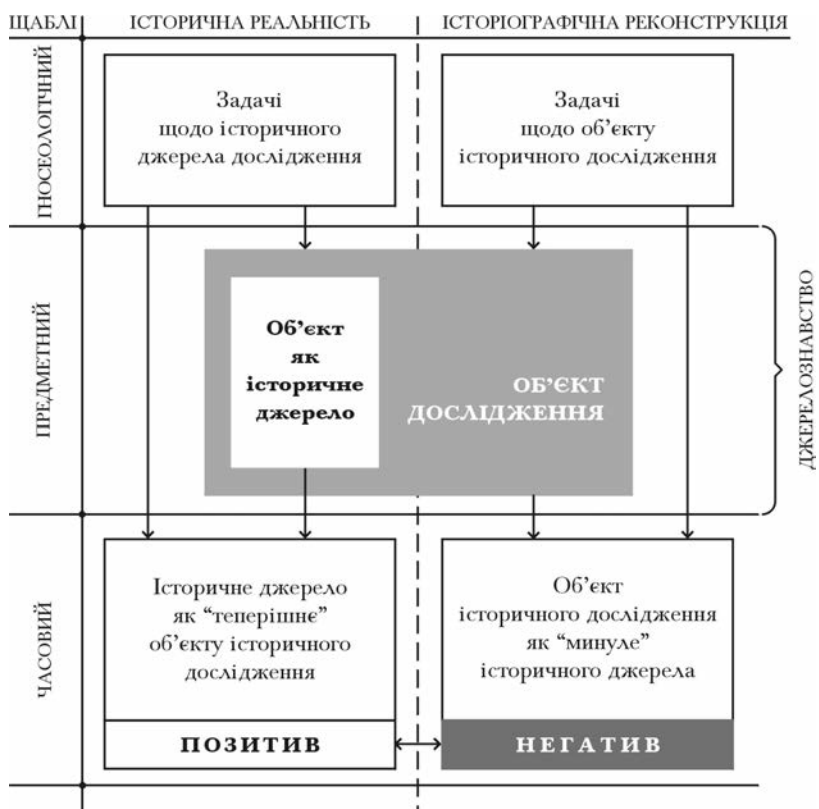 ЩАБЛІ
ІСТОРИЧНА РЕАЛЬНІСТЬ
ІСТОРІОГРАФІЧНА РЕКОНСТРУКЦІЯ
ГНОСЕОЛОГІЧНИЙ
Задачі
щодо історичного
джерела дослідження
Задачі
щодо об’єкту
історичного дослідження
ПРЕДМЕТНИЙ
Об’єкт
як
історичне
джерело
ОБ’ЄКТ
ДОСЛІДЖЕННЯ
ДЖЕРЕЛОЗНАВСТВО
ЧАСОВИЙ
Історичне джерело
як “теперішнє”
об’єкту історичного
дослідження
ПОЗИТИВ
Об’єкт
історичного дослідження
як “минуле”
історичного джерела
НЕГАТИВ